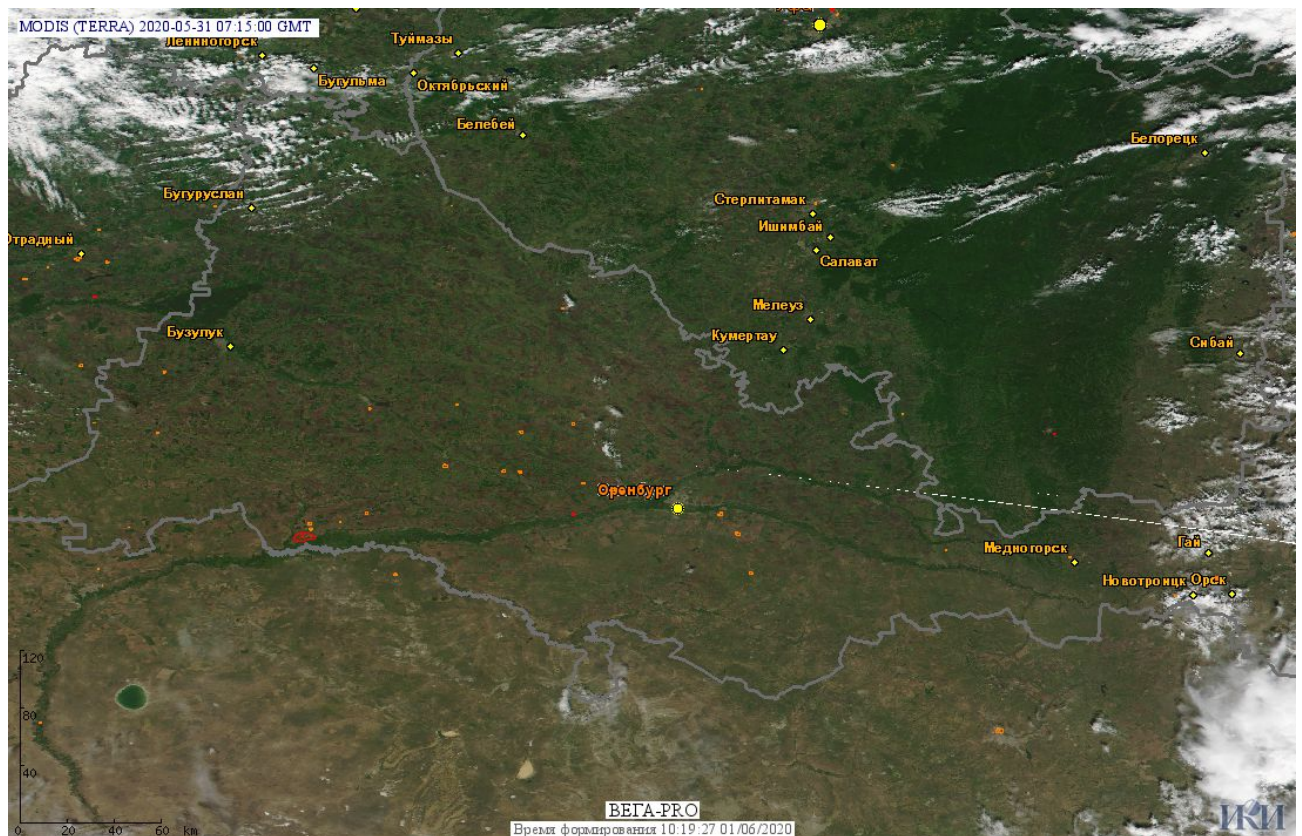 MODIS (TERRA) 2020-05-31 07:15:00 GMT
Лениногорск
Туймазы
Бугульма
Октябрьский
Белебей
Белорецк
Бугуруслан
Стерлитамак
Ишимбай
Отрадный
Салават
Мелеуз
Бузулук
Кумертау
Сибай
Оренбург
Гай
Медногорск
Новотроицк Орск
120
80
40
0 20 40 60 km
ВЕГА-PRO
ИКИ
Время формирования 10:19:27 01/06/2020